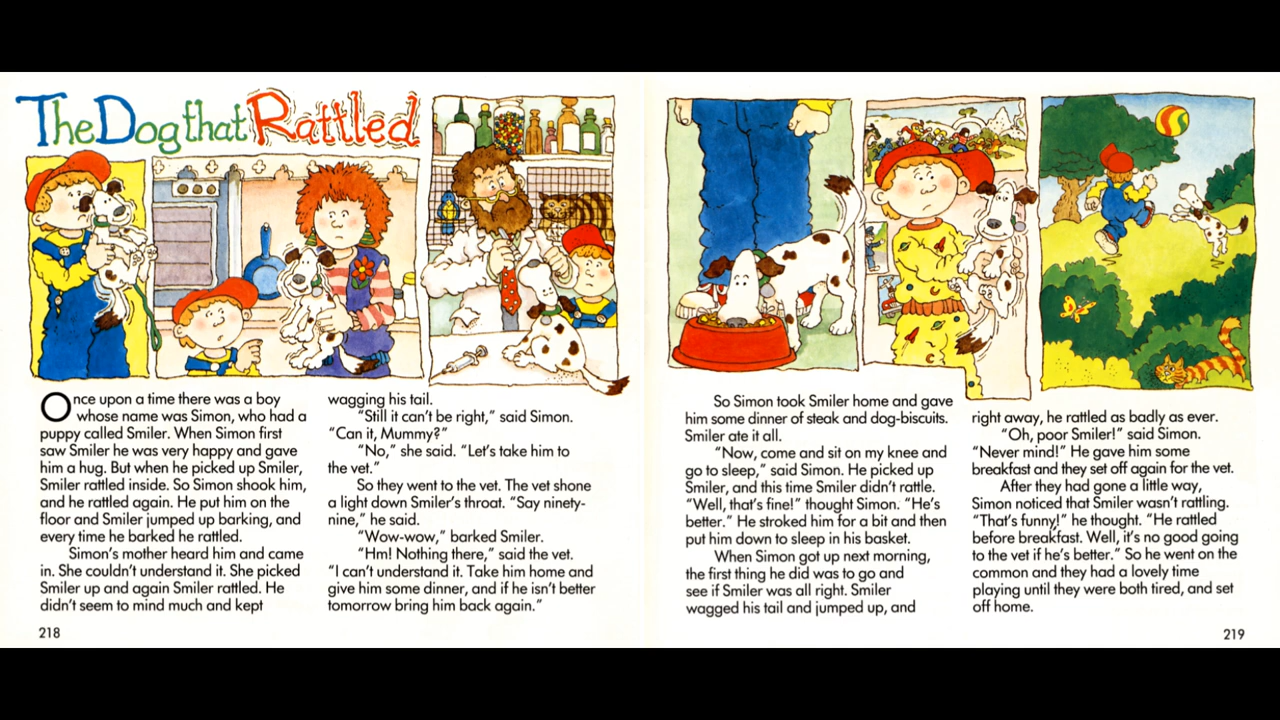 The Dog that Rattled
Once upon a time there was a boy
whose name was Simon, who had a
puppy called Smiler. When Simon first
saw Smiler he was very happy and gave
him a hug. But when he picked up Smiler,
Smiler rattled inside. So Simon shook him,
and he rattled again. He put him on the
floor and Smiler jumped up barking, and
every time he barked he rattled.
Simon's mother heard him and came
in. She couldn't understand it. She picked
Smiler up and again Smiler rattled. He
didn't seem to mind much and kept
wagging his tail.
"Still it can't be right," said Simon.
"Can it, Mummy?"
"No," she said. "Let's take him to
the vet."
So they went to the vet. The vet shone
a light down Smiler's throat. "Say ninety-
nine," he said.
"Wow-wow," barked Smiler.
"Hm! Nothing there," said the vet.
"I can't understand it. Take him home and
give him some dinner, and if he isn't better
tomorrow bring him back again."
218
So Simon took Smiler home and gave
him some dinner of steak and dog-biscuits.
Smiler ate it all.
"Now, come and sit on my knee and
go to sleep," said Simon. He picked up
Smiler, and this time Smiler didn't rattle.
"Well, that's fine!" thought Simon. "He's
better." He stroked him for a bit and then
put him down to sleep in his basket.
When Simon got up next morning,
the first thing he did was to go and
see if Smiler was all right. Smiler
wagged his tail and jumped up, and
right away, he rattled as badly as ever.
"Oh, poor Smiler!" said Simon.
"Never mind!" He gave him some
breakfast and they set off again for the vet.
After they had gone a little way,
Simon noticed that Smiler wasn't rattling.
"That's funny!" he thought. "He rattled
before breakfast. Well, it's no good going
to the vet if he's better." So he went on the
common and they had a lovely time
playing until they were both tired, and set
off home.
219